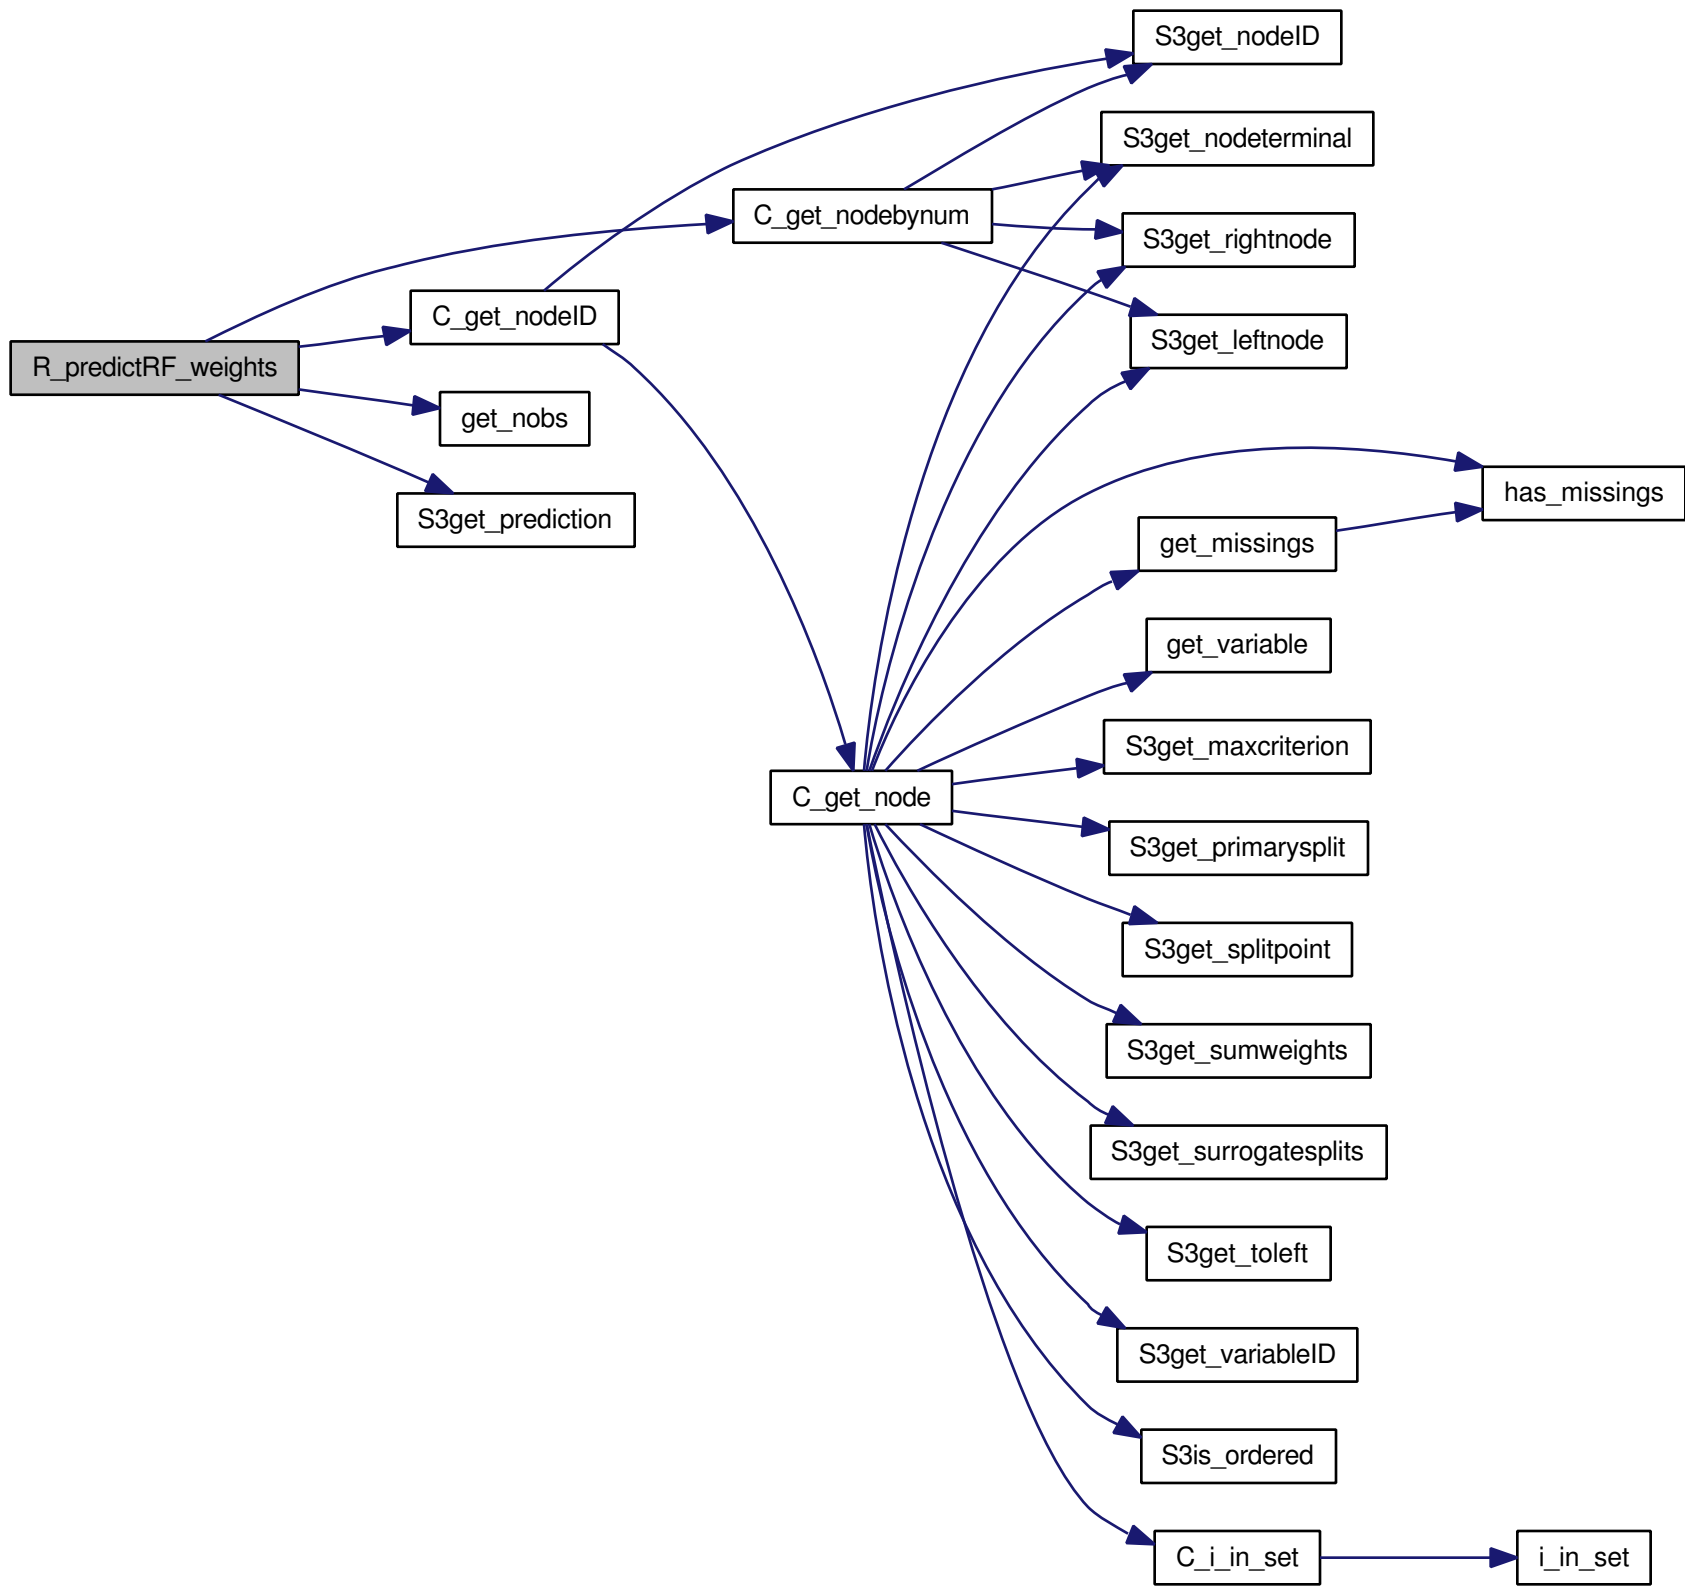 S3get_nodeID
S3get_nodeterminal
C_get_nodebynum
S3get_rightnode
C_get_nodeID
S3get_leftnode
R_predictRF_weights
get_nobs
has_missings
S3get_prediction
get_missings
get_variable
S3get_maxcriterion
C_get_node
S3get_primarysplit
S3get_splitpoint
S3get_sumweights
S3get_surrogatesplits
S3get_toleft
S3get_variableID
S3is_ordered
C_i_in_set
i_in_set